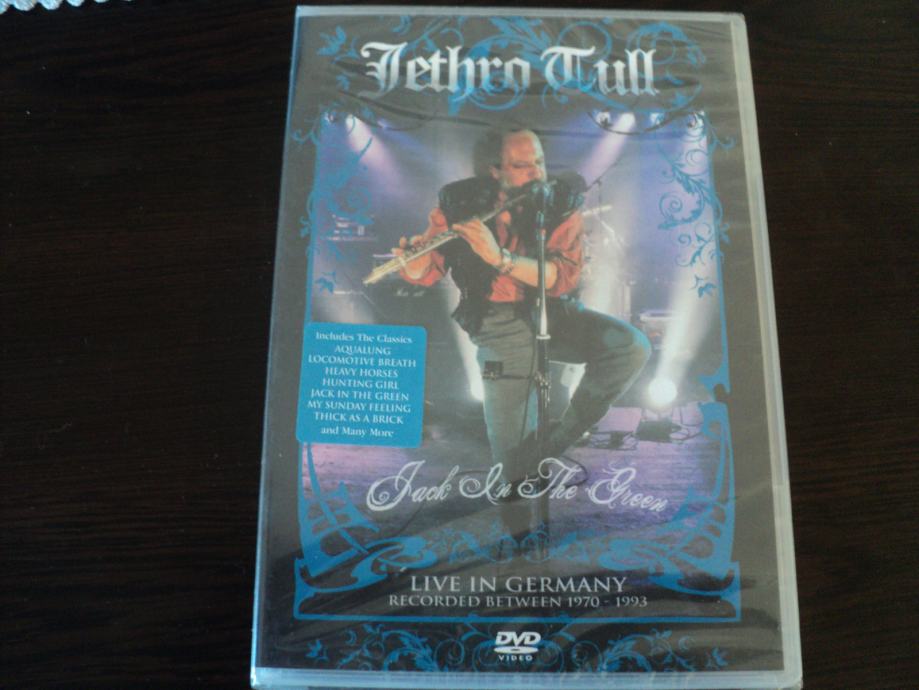 Jethro Tull
Includes The Classics
AQUALUNG
LOCOMOTIVE BREATH
HEAVY HORSES
HUNTING GIRL
JACK IN THE GREEN
MY SUNDAY FEELING
THICK AS A BRICK
and Many More
Jack In The Green
LIVE IN GERMANY
RECORDED BETWEEN 1970 - 1993
DVD
VIDEO